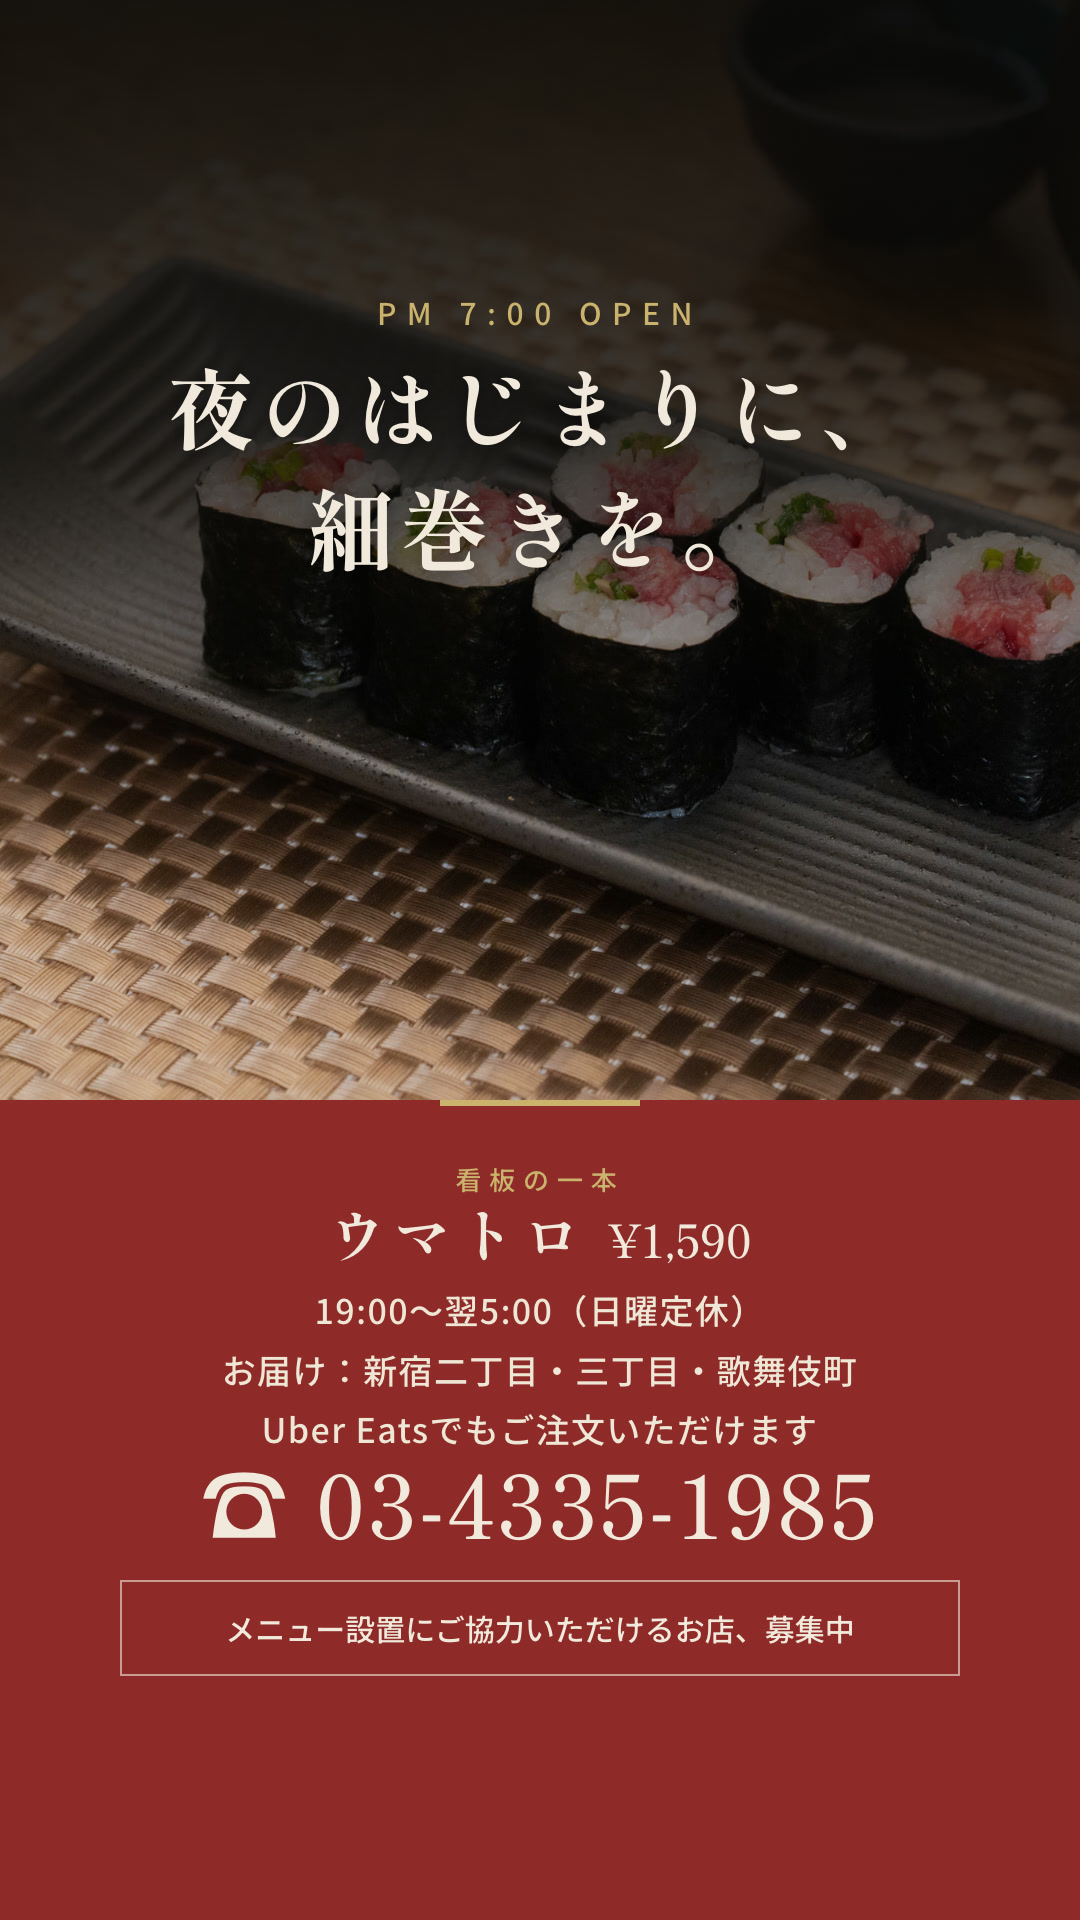 PM 7:00 OPEN
夜のはじまりに、
細巻きを。
看板の一本
ウマトロ ¥1,590
19:00〜翌5:00（日曜定休）
お届け：新宿二丁目・三丁目・歌舞伎町
Uber Eatsでもご注文いただけます
☎ 03-4335-1985
メニュー設置にご協力いただけるお店、募集中